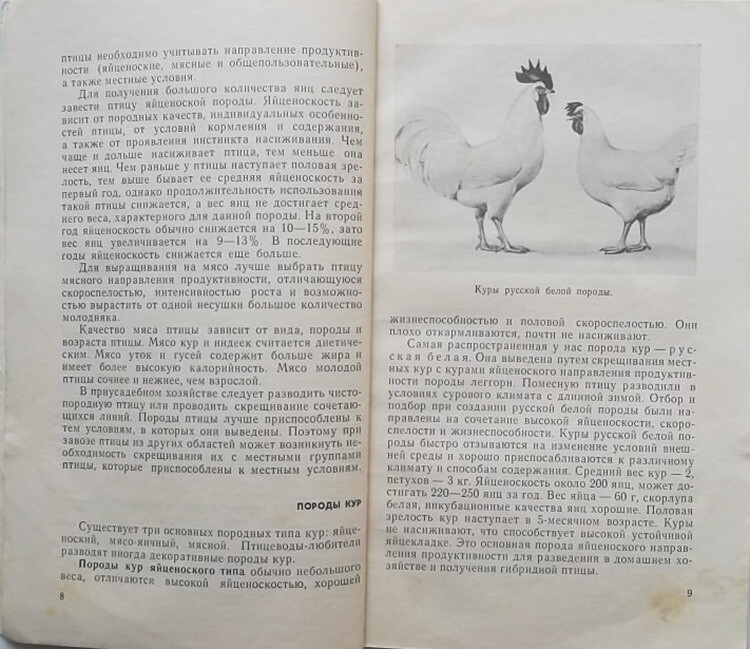 птицы необходимо учитывать направление продуктив-
ности (яйценоские, мясные и общепользовательные),
а также местные условия.
Для получения большого количества яиц следует
завести птицу яйценоской породы. Яйценоскость за-
висит от породных качеств, индивидуальных особенно-
стей птицы, от условий кормления и содержания,
а также от проявления инстинкта насиживания. Чем
чаще и дольше насиживает птица, тем меньше она
несет яиц. Чем раньше у птицы наступает половая зре-
лость, тем выше бывает ее средняя яйценоскость за
первый год, однако продолжительность использования
такой птицы снижается, а вес яиц не достигает сред-
него веса, характерного для данной породы. На второй
год яйценоскость обычно снижается на 10—15%, зато
вес яиц увеличивается на 9—13%. В последующие
годы яйценоскость снижается еще больше.
Для выращивания на мясо лучше выбрать птицу
мясного направления продуктивности, отличающуюся
скороспелостью, интенсивностью роста и возможно-
стью вырастить от одной несушки большое количество
молодняка.
Качество мяса птицы зависит от вида, породы и
возраста птицы. Мясо кур и индеек считается диетиче-
ским. Мясо уток и гусей содержит больше жира и
имеет более высокую калорийность. Мясо молодой
птицы сочнее и нежнее, чем взрослой.
В приусадебном хозяйстве следует разводить чисто-
породную птицу или проводить скрещивание сочетаю-
щихся линий. Породы птицы лучше приспособлены к
тем условиям, в которых они выведены. Поэтому при
завозе птицы из других областей может возникнуть не-
обходимость скрещивания их с местными группами
птицы, которые приспособлены к местным условиям.
ПОРОДЫ КУР
Существует три основных породных типа кур: яйце-
ноский, мясо-яичный, мясной. Птицеводы-любители
разводят иногда декоративные породы кур.
Породы кур яйценоского типа обычно небольшого
веса, отличаются высокой яйценоскостью, хорошей
8
Куры русской белой породы.
жизнеспособностью и половой скороспелостью. Они
плохо откармливаются, почти не насиживают.
Самая распространенная у нас порода кур — рус-
ская белая. Она выведена путем скрещивания мест-
ных кур с курами яйценоского направления продуктив-
ности породы леггорн. Помесную птицу разводили в
условиях сурового климата с длинной зимой. Отбор и
подбор при создании русской белой породы были на-
правлены на сочетание высокой яйценоскости, скоро-
спелости и жизнеспособности. Куры русской белой по-
роды быстро отзываются на изменение условий внеш-
ней среды и хорошо приспосабливаются к различному
климату и способам содержания. Средний вес кур — 2,
петухов — 3 кг. Яйценоскость около 200 яиц, может до-
стигать 220—250 яиц за год. Вес яйца — 60 г, скорлупа
белая, инкубационные качества яиц хорошие. Половая
зрелость кур наступает в 5-месячном возрасте. Куры
не насиживают, что способствует высокой устойчивой
яйцекладке. Это основная порода яйценоского направ-
ления продуктивности для разведения в домашнем хо-
зяйстве и получения гибридной птицы.
9